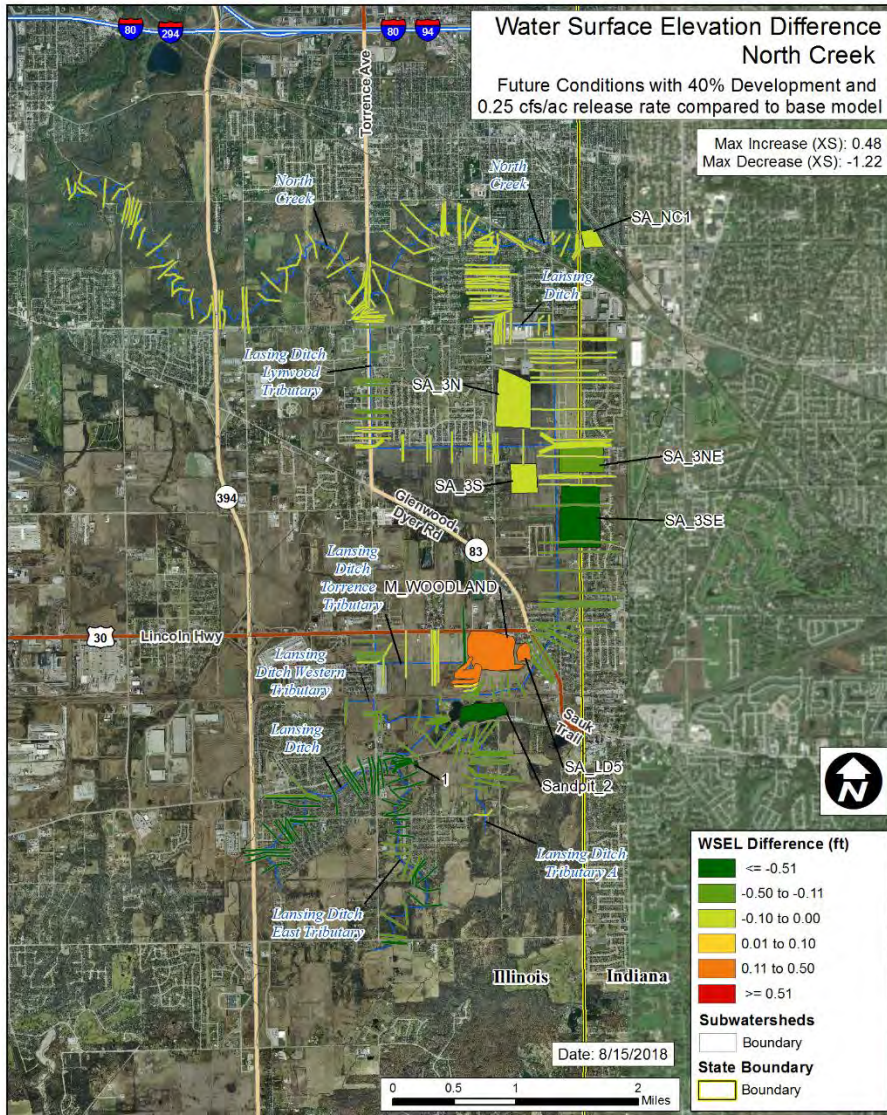 Water Surface Elevation Difference
North Creek
Future Conditions with 40% Development and
0.25 cfs/ac release rate compared to base model
Max Increase (XS): 0.48
Max Decrease (XS): -1.22
80
294
80
94
Torrence Ave
North
Creek
North
Creek
SA_NC1
Lansing
Ditch
Lasing Ditch
Lynwood
Tributary
SA_3N
SA_3NE
SA_3S
SA_3SE
394
Glenwood-
Dyer Rd
83
Lansing
Ditch
Torrence
Tributary
M_WOODLAND
30
Lincoln Hwy
Lansing
Ditch Western
Tributary
Lansing
Ditch
Sauk
Trail
SA_LD5
Sandpit_2
1
N
Lansing Ditch
Tributary A
Lansing Ditch
East Tributary
Illinois
Indiana
WSEL Difference (ft)
<= -0.51
-0.50 to -0.11
-0.10 to 0.00
0.01 to 0.10
0.11 to 0.50
>= 0.51
Subwatersheds
Boundary
State Boundary
Boundary
Date: 8/15/2018
0 0.5 1 2
Miles